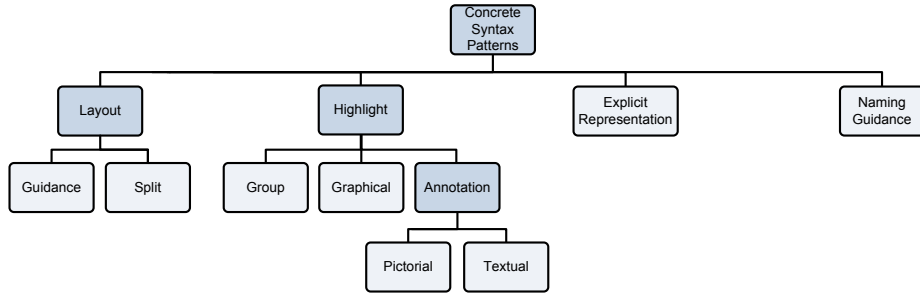 Concrete
Syntax
Patterns
Layout
Highlight
Explicit
Representation
Naming
Guidance
Guidance
Split
Group
Graphical
Annotation
Pictorial
Textual